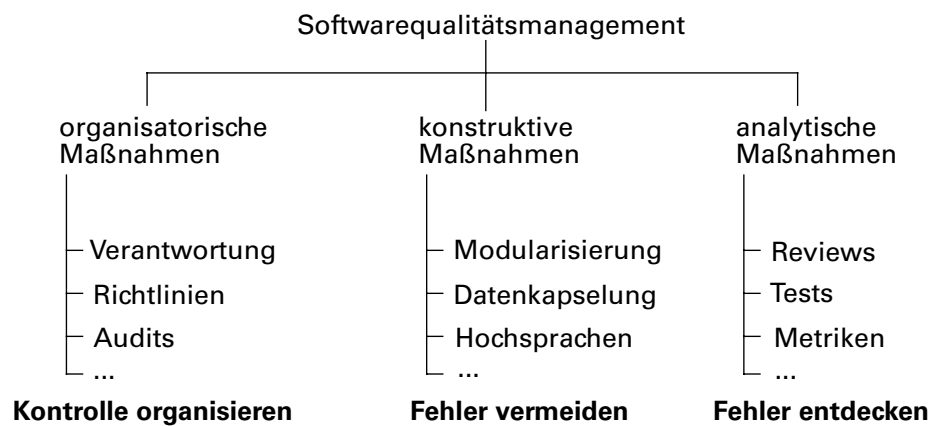 Softwarequalitätsmanagement
organisatorische
Maßnahmen
Verantwortung
Richtlinien
Audits
...
Kontrolle organisieren
konstruktive
Maßnahmen
Modularisierung
Datenkapselung
Hochsprachen
...
Fehler vermeiden
analytische
Maßnahmen
Reviews
Tests
Metriken
...
Fehler entdecken